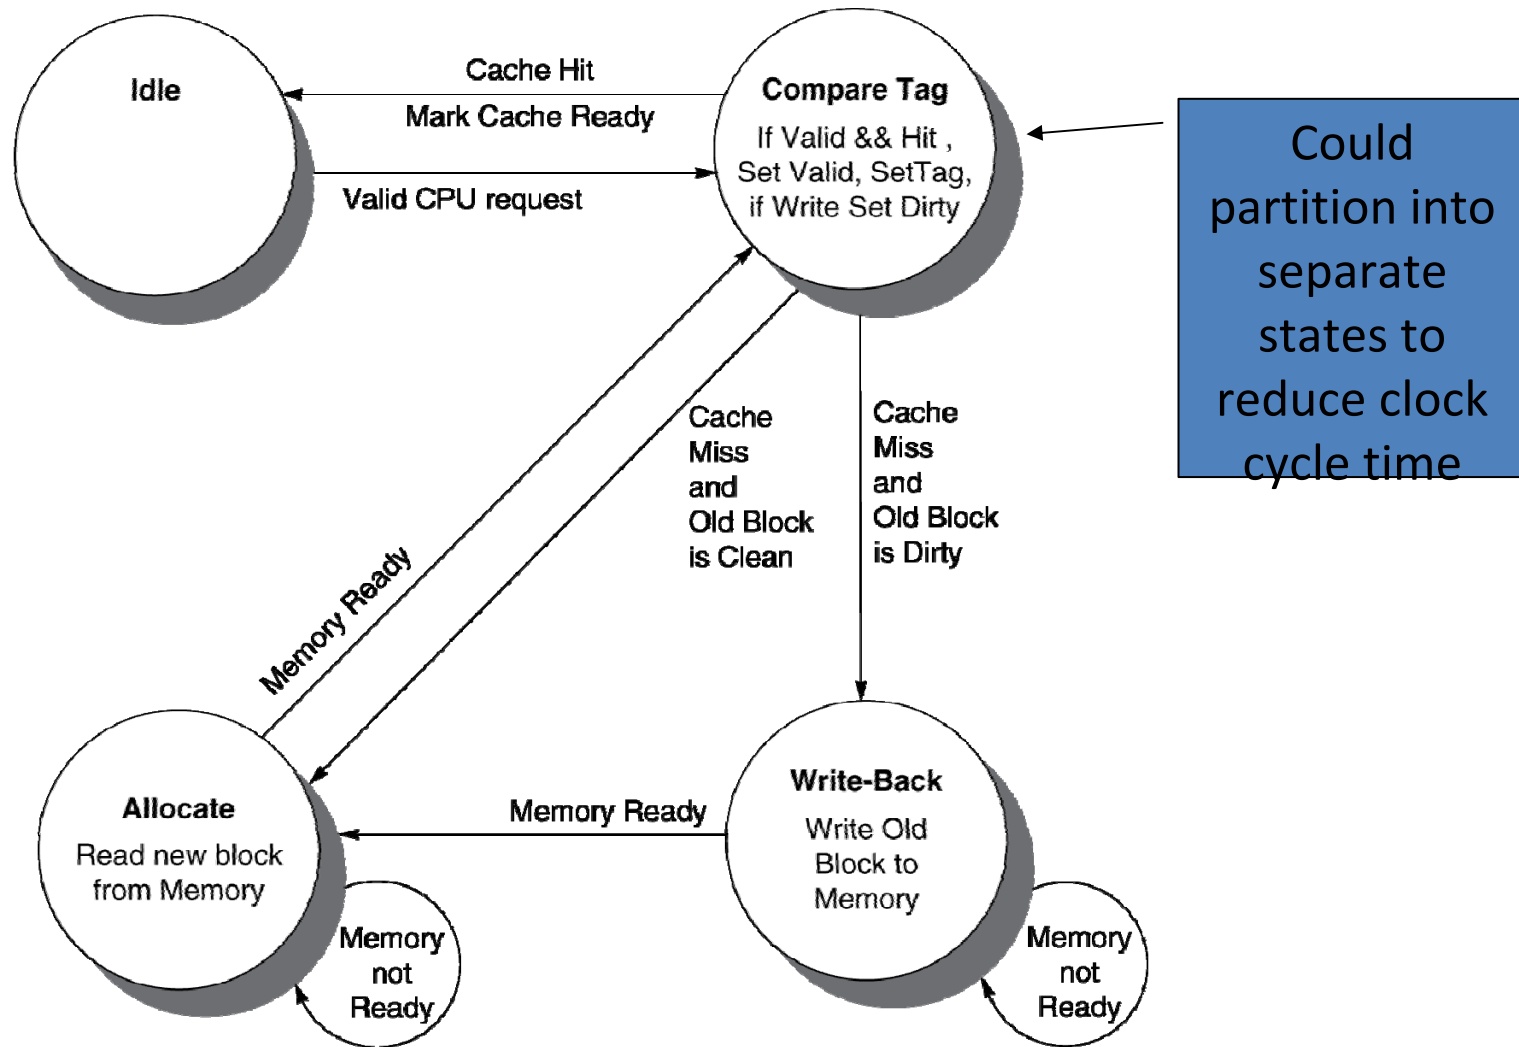 Idle
Cache Hit
Mark Cache Ready
Valid CPU request
Compare Tag
If Valid && Hit ,
Set Valid, SetTag,
if Write Set Dirty
Could
partition into
separate
states to
reduce clock
cycle time
Cache
Miss
and
Old Block
is Clean
Cache
Miss
and
Old Block
is Dirty
Memory Ready
Allocate
Read new block
from Memory
Memory Ready
Write-Back
Write Old
Block to
Memory
Memory
not
Ready
Memory
not
Ready